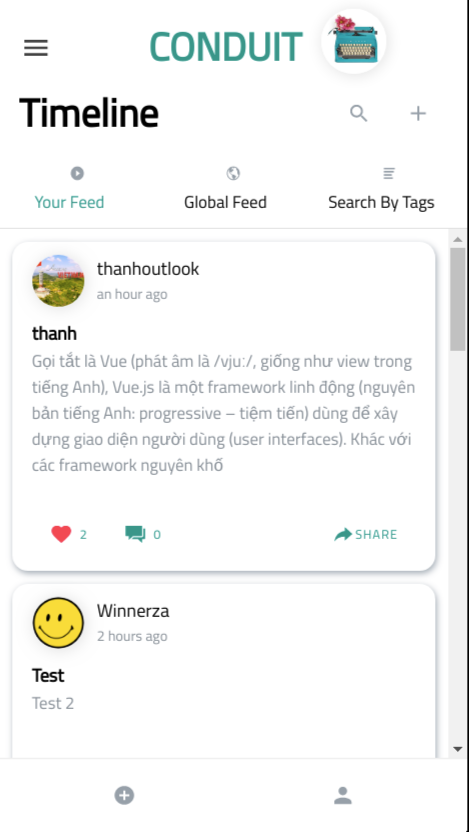 CONDUIT
Timeline
Your Feed
Global Feed
Search By Tags
thanhoutlook
an hour ago
thanh
Gọi tắt là Vue (phát âm là /vjuː/, giống như view trong
tiếng Anh), Vue.js là một framework linh động (nguyên
bản tiếng Anh: progressive – tiệm tiến) dùng để xây
dựng giao diện người dùng (user interfaces). Khác với
các framework nguyên khố
2
0
SHARE
Winnerza
2 hours ago
Test
Test 2